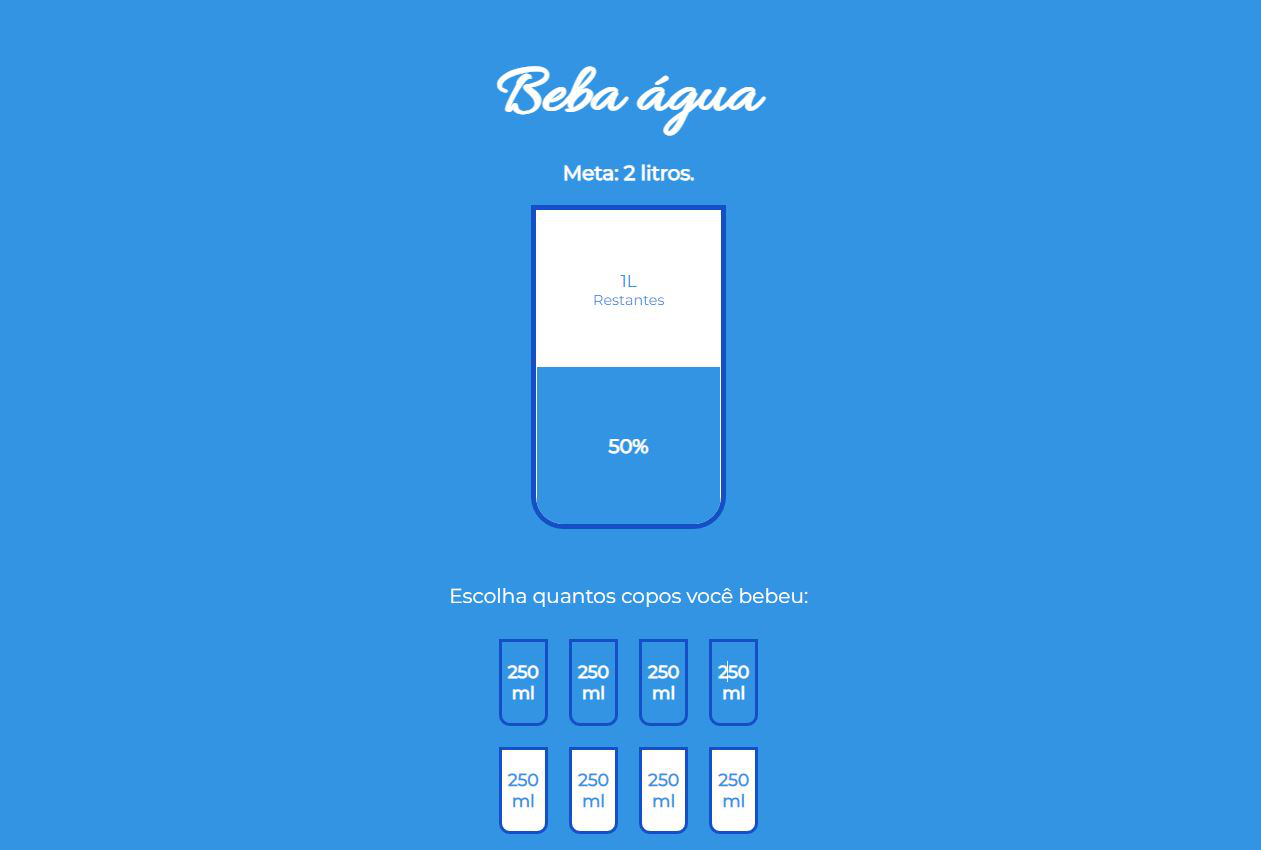 Beba água
Meta: 2 litros.
1L
Restantes
50%
Escolha quantos copos você bebeu:
250 250 250 250
ml ml ml ml
250 250 250 250
ml ml ml ml